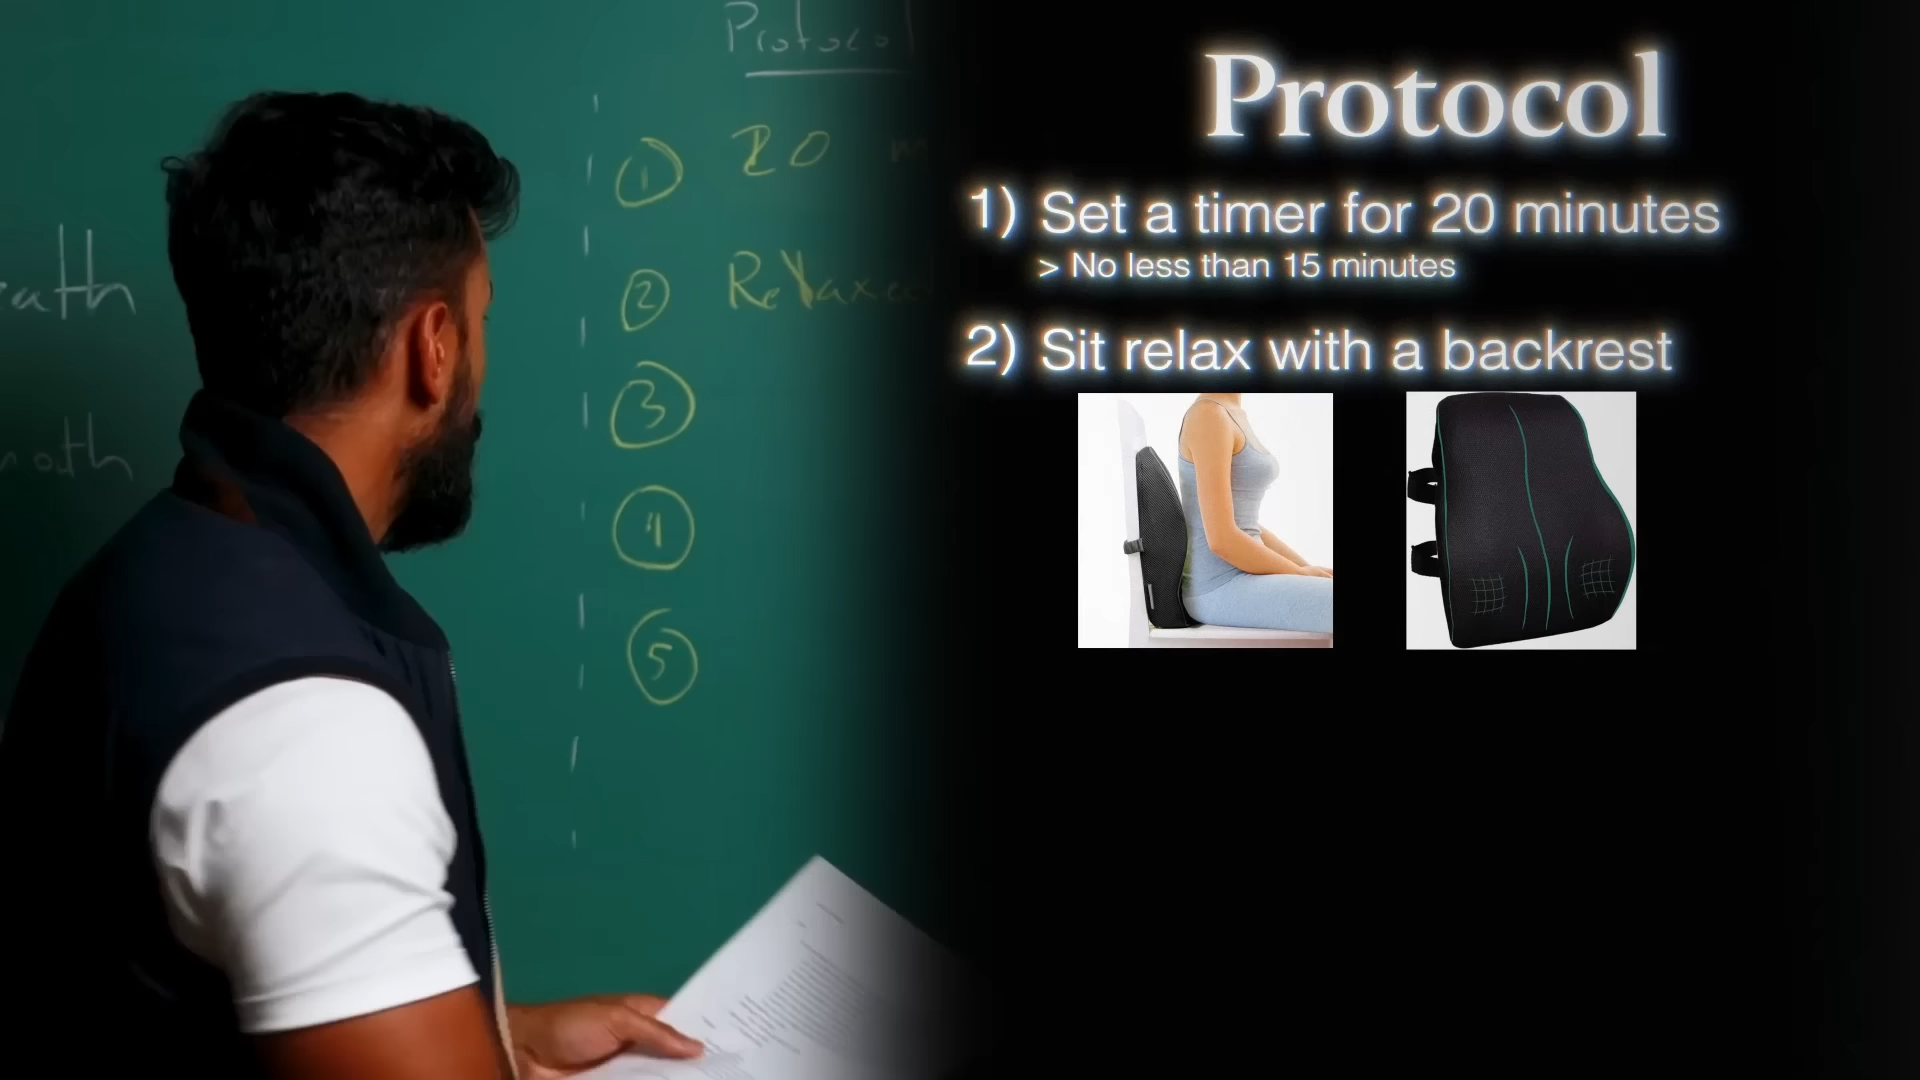 Protocol
① 20
② Relaxed
③
④
⑤
Protocol
1) Set a timer for 20 minutes
> No less than 15 minutes
2) Sit relax with a backrest